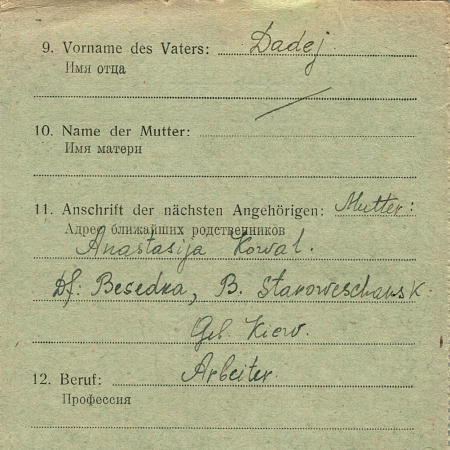 9. Vorname des Vaters: Dadej
Имя отца
10. Name der Mutter:
Имя матери
11. Anschrift der nächsten Angehörigen: Mutter:
Адрес ближайших родственников
Anastasija Kowal.
Df. Besedka, B. Staroweschansk.
Geb. Kiew.
12. Beruf: Arbeiter.
Профессия